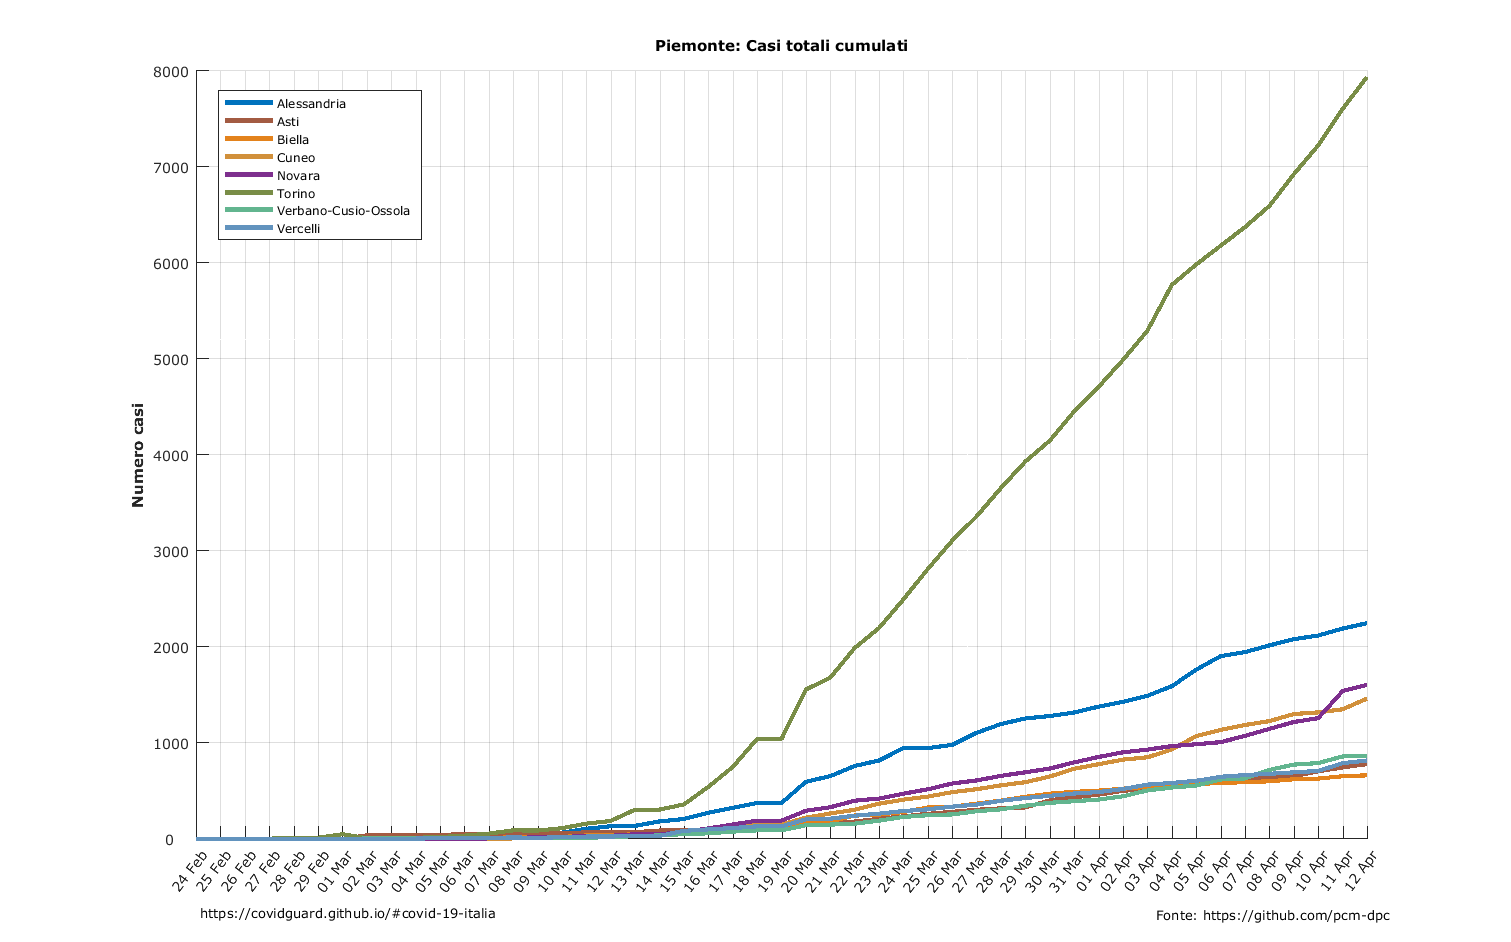 Piemonte: Casi totali cumulati
8000
7000
6000
5000
4000
3000
2000
1000
0
Numero casi
Alessandria
Asti
Biella
Cuneo
Novara
Torino
Verbano-Cusio-Ossola
Vercelli
24 Feb
25 Feb
26 Feb
27 Feb
28 Feb
29 Feb
01 Mar
02 Mar
03 Mar
04 Mar
05 Mar
06 Mar
07 Mar
08 Mar
09 Mar
10 Mar
11 Mar
12 Mar
13 Mar
14 Mar
15 Mar
16 Mar
17 Mar
18 Mar
19 Mar
20 Mar
21 Mar
22 Mar
23 Mar
24 Mar
25 Mar
26 Mar
27 Mar
28 Mar
29 Mar
30 Mar
31 Mar
01 Apr
02 Apr
03 Apr
04 Apr
05 Apr
06 Apr
07 Apr
08 Apr
09 Apr
10 Apr
11 Apr
12 Apr
https://covidguard.github.io/#covid-19-italia
Fonte: https://github.com/pcm-dpc